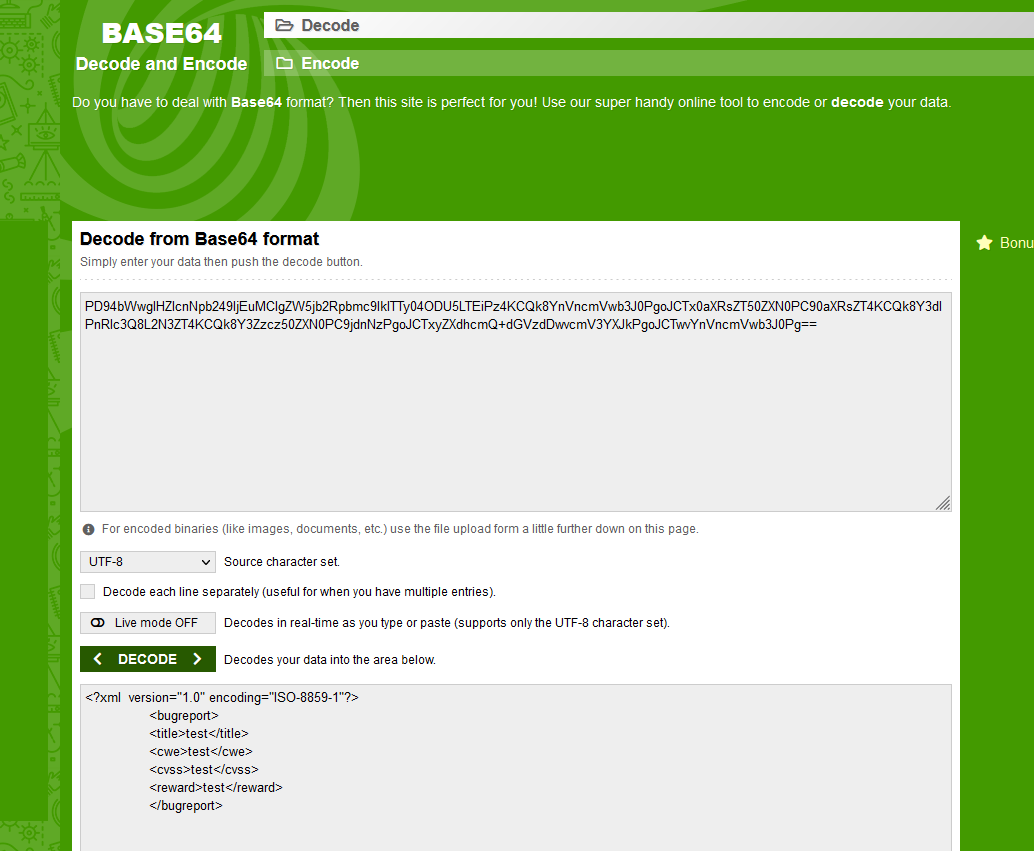 BASE64
Decode and Encode
Decode
Encode
Do you have to deal with Base64 format? Then this site is perfect for you! Use our super handy online tool to encode or decode your data.
Decode from Base64 format
Simply enter your data then push the decode button.
Bonu
PD94bWwgIHZlcnNpb249IjEuMCIgZW5jb2Rpbmc9IklTTy04ODU5LTEiPz4KCQk8YnVncmVwb3J0PgoJCTx0aXRsZT50ZXN0PC90aXRsZT4KCQk8Y3dl
PnRlc3Q8L2N3ZT4KCQk8Y3Zzcz50ZXN0PC9jdnNzPgoJCTxyZXdhcmQ+dGVzdDwvcmV3YXJkPgoJCTwvYnVncmVwb3J0Pg==
For encoded binaries (like images, documents, etc.) use the file upload form a little further down on this page.
UTF-8 Source character set.
Decode each line separately (useful for when you have multiple entries).
Live mode OFF Decodes in real-time as you type or paste (supports only the UTF-8 character set).
DECODE Decodes your data into the area below.
<?xml  version="1.0" encoding="ISO-8859-1"?>
<bugreport>
<title>test</title>
<cwe>test</cwe>
<cvss>test</cvss>
<reward>test</reward>
</bugreport>